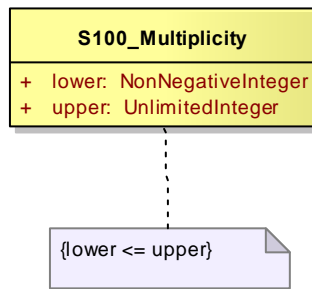 S100_Multiplicity
+ lower: NonNegativeInteger
+ upper: UnlimitedInteger
{lower <= upper}